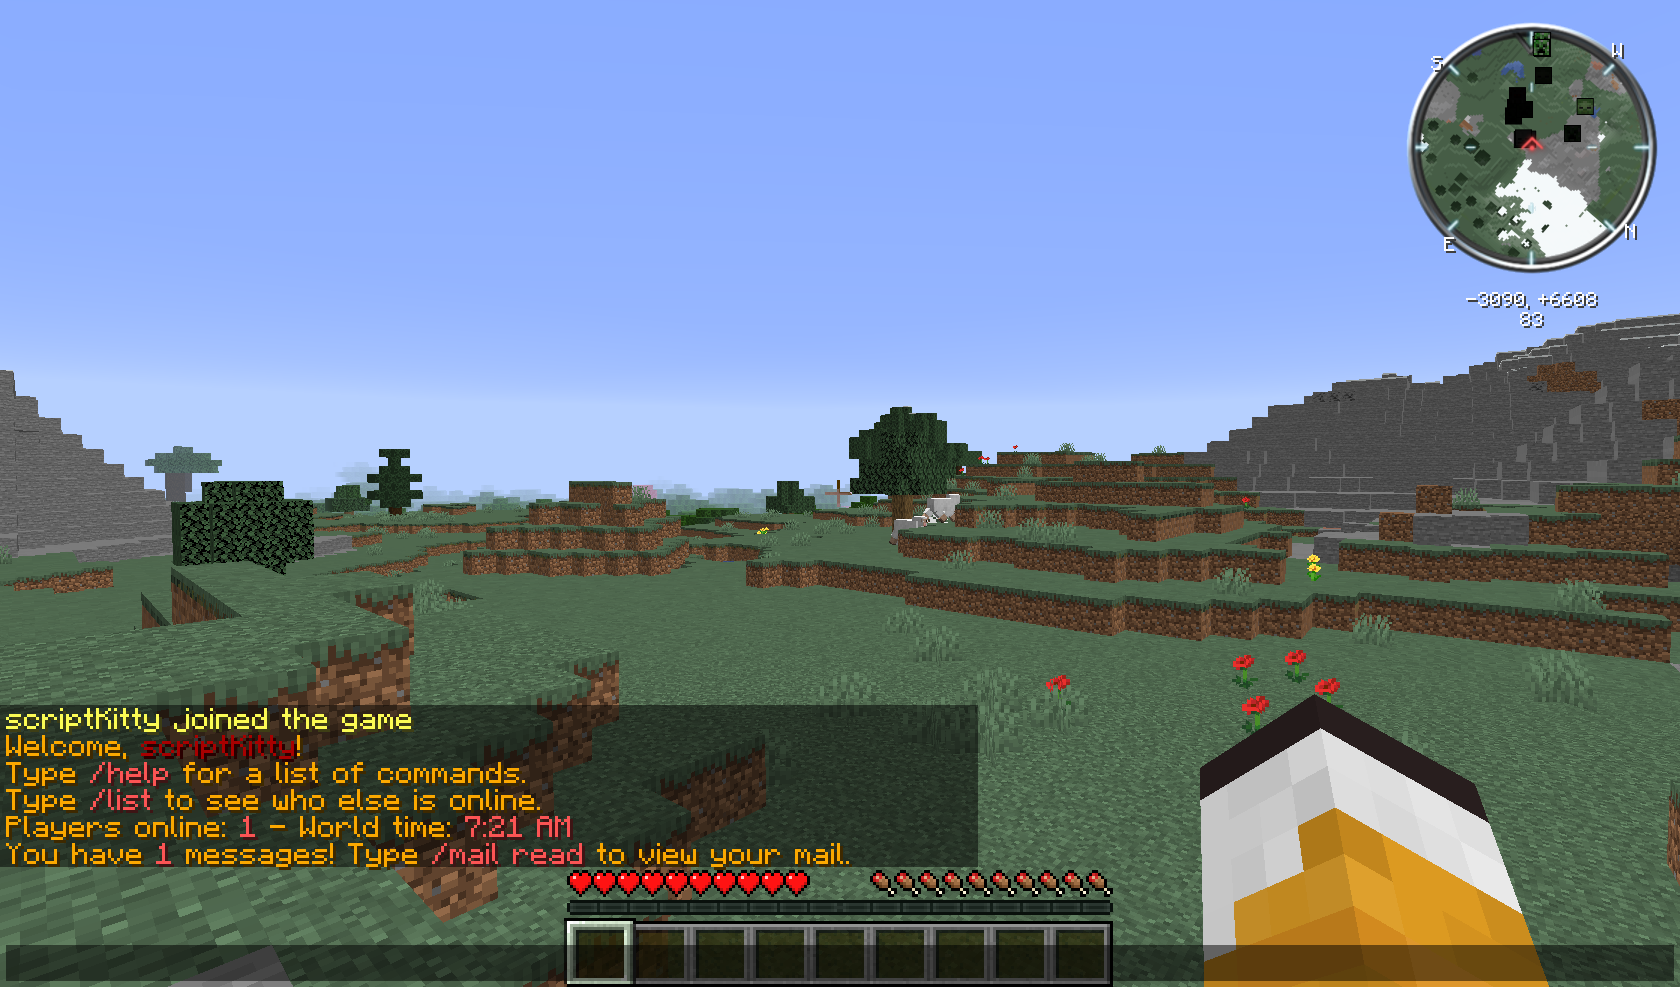 S
W
E
N
-3090, +6608
83
scriptKitty joined the game
Welcome, scriptKitty!
Type /help for a list of commands.
Type /list to see who else is online.
Players online: 1 - World time: 7:21 AM
You have 1 messages! Type /mail read to view your mail.